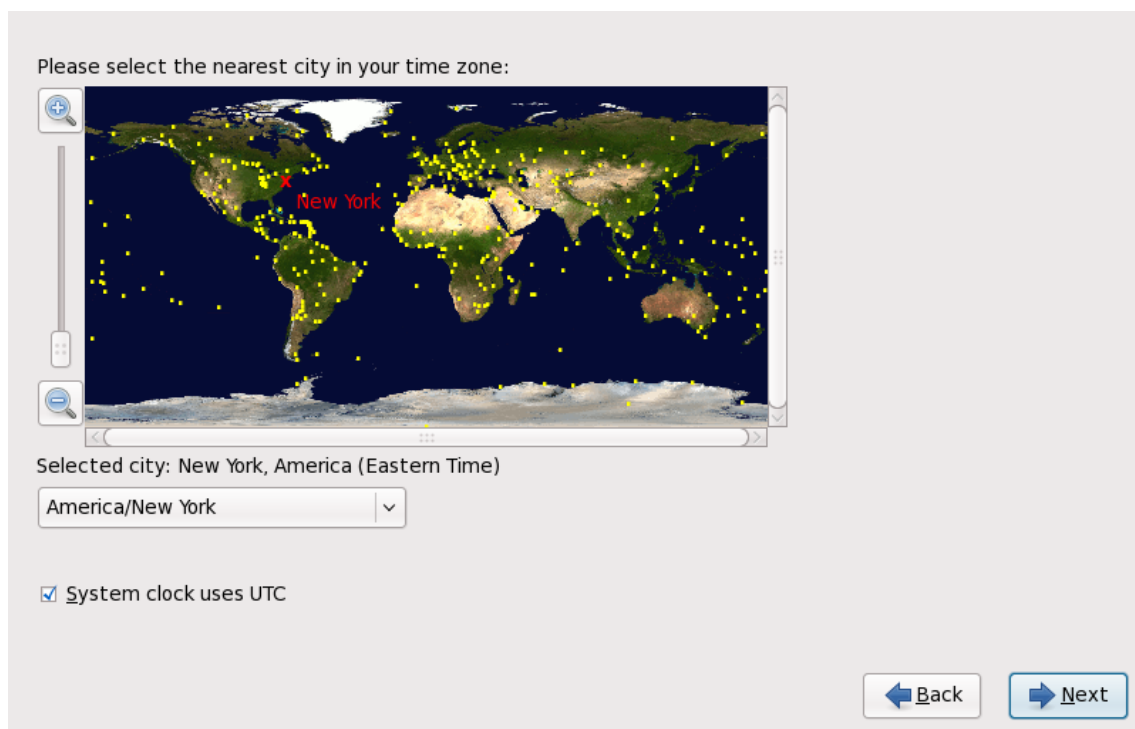 Please select the nearest city in your time zone:
x
New York
Selected city: New York, America (Eastern Time)
America/New York
System clock uses UTC
Back
Next